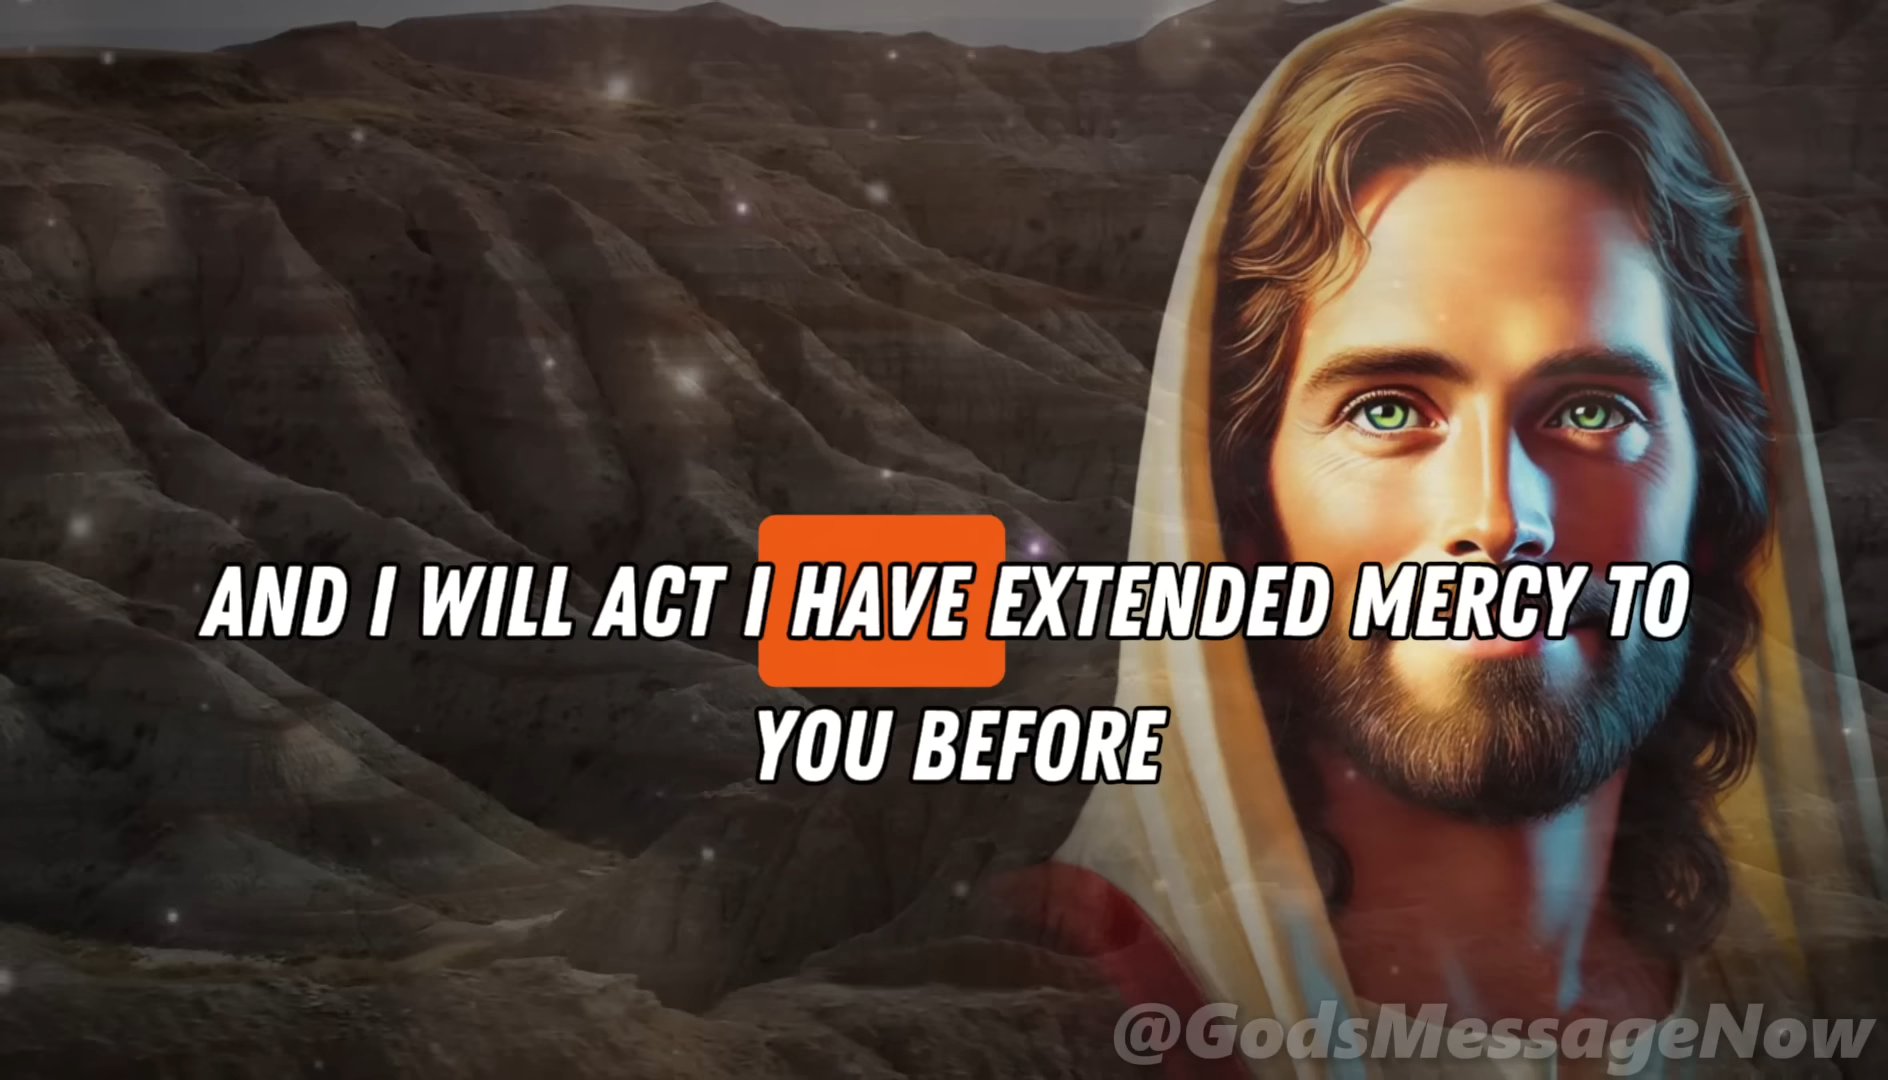 AND I WILL ACT I HAVE EXTENDED MERCY TO
YOU BEFORE
@GodsMessageNow